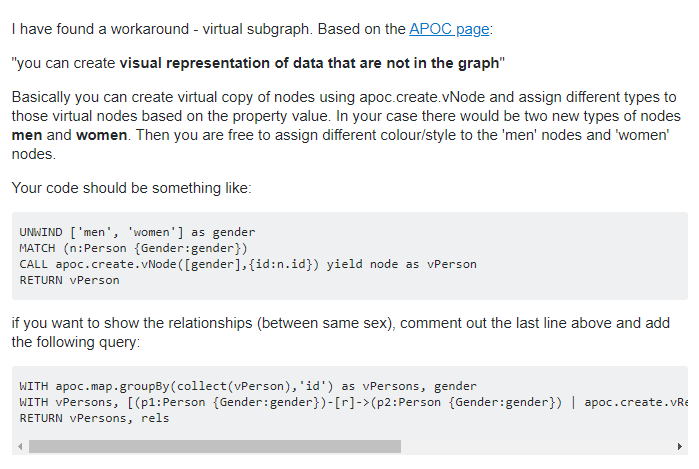 I have found a workaround - virtual subgraph. Based on the APOC page:
"you can create visual representation of data that are not in the graph"
Basically you can create virtual copy of nodes using apoc.create.vNode and assign different types to
those virtual nodes based on the property value. In your case there would be two new types of nodes
men and women. Then you are free to assign different colour/style to the 'men' nodes and 'women'
nodes.
Your code should be something like:
UNWIND ['men', 'women'] as gender
MATCH (n:Person {Gender:gender})
CALL apoc.create.vNode([gender],{id:n.id}) yield node as vPerson
RETURN vPerson
if you want to show the relationships (between same sex), comment out the last line above and add
the following query:
WITH apoc.map.groupBy(collect(vPerson),'id') as vPersons, gender
WITH vPersons, [(p1:Person {Gender:gender})-[r]->(p2:Person {Gender:gender}) | apoc.create.vRe
RETURN vPersons, rels